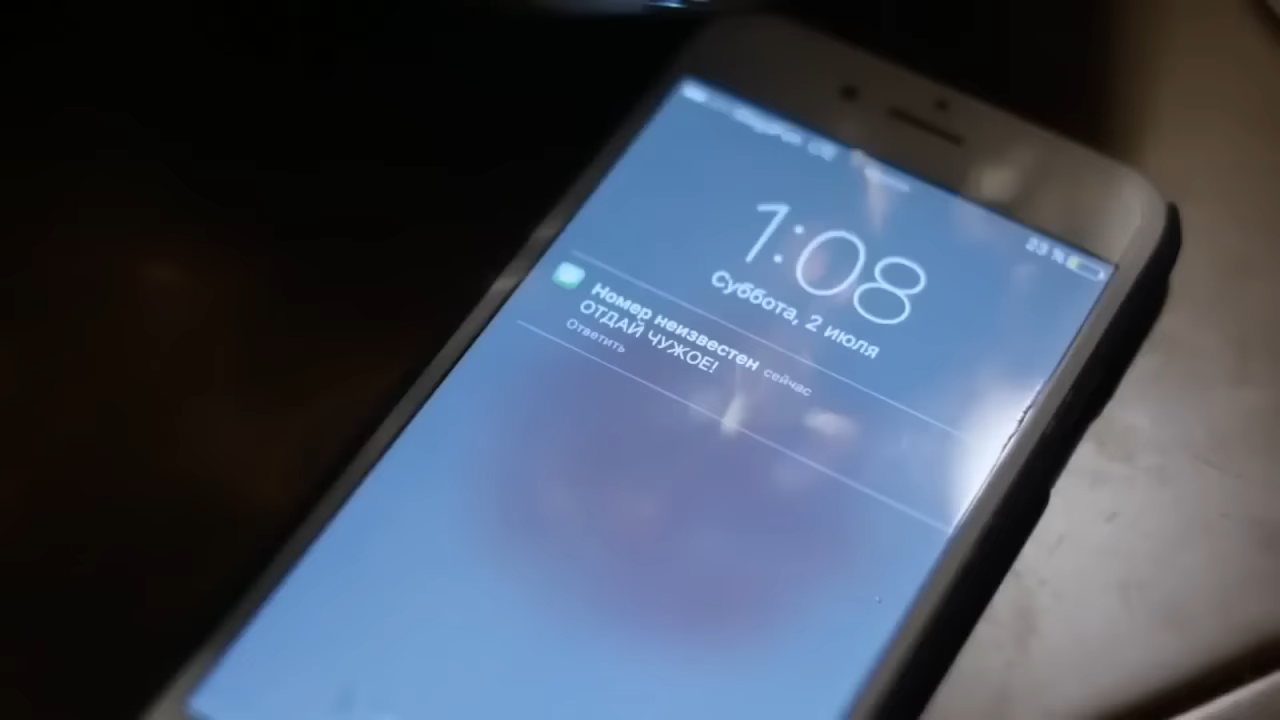 23 %
1:08
Суббота, 2 июля
Номер неизвестен сейчас
ОТДАЙ ЧУЖОЕ!
Ответить